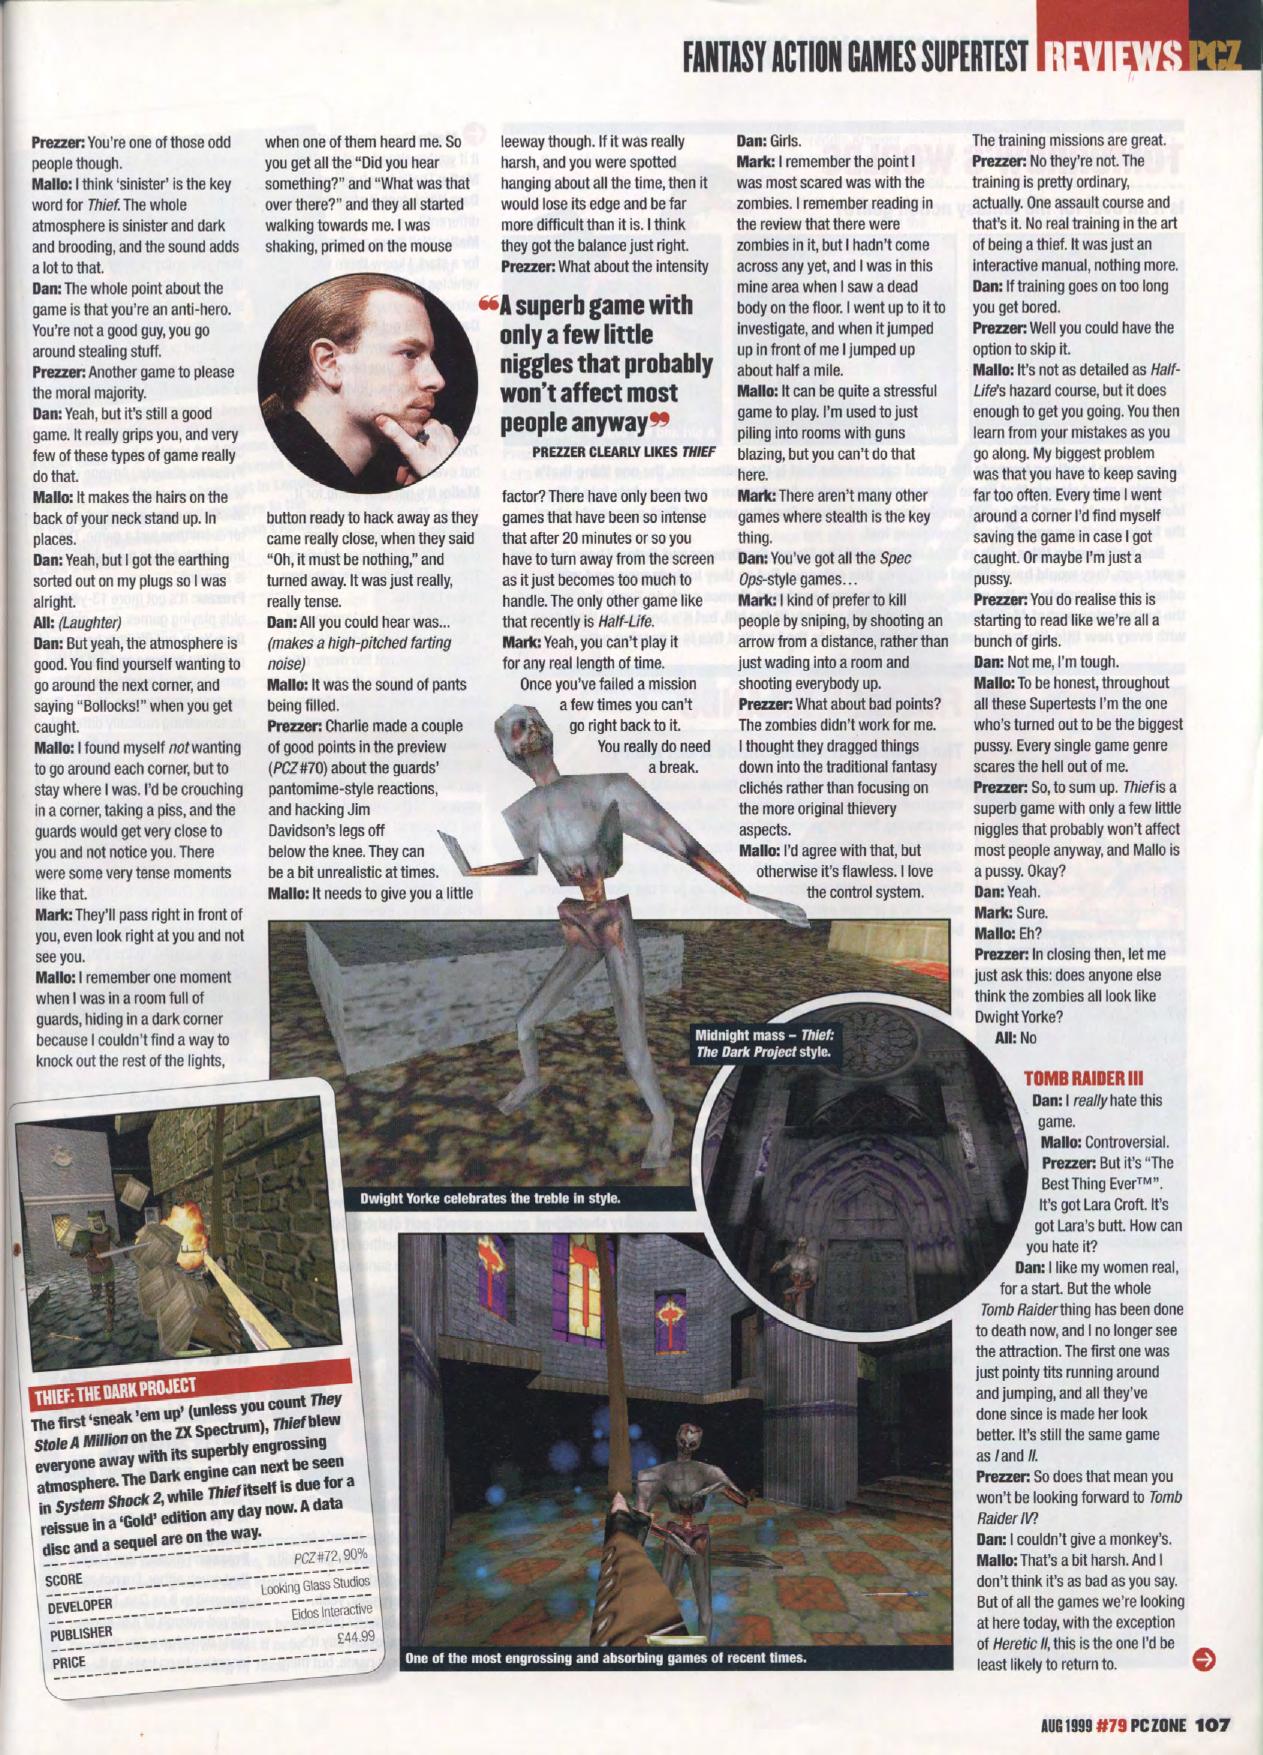 FANTASY ACTION GAMES SUPERTEST REVIEWS PCZ
Prezzer: You're one of those odd
people though.
Mallo: I think 'sinister' is the key
word for Thief. The whole
atmosphere is sinister and dark
and brooding, and the sound adds
a lot to that.
Dan: The whole point about the
game is that you're an anti-hero.
You're not a good guy, you go
around stealing stuff.
Prezzer: Another game to please
the moral majority.
Dan: Yeah, but it's still a good
game. It really grips you, and very
few of these types of game really
do that.
Mallo: It makes the hairs on the
back of your neck stand up. In
places.
Dan: Yeah, but I got the earthing
sorted out on my plugs so I was
alright.
All: (Laughter)
Dan: But yeah, the atmosphere is
good. You find yourself wanting to
go around the next corner, and
saying "Bollocks!" when you get
caught.
Mallo: I found myself not wanting
to go around each corner, but to
stay where I was. I'd be crouching
in a corner, taking a piss, and the
guards would get very close to
you and not notice you. There
were some very tense moments
like that.
Mark: They'll pass right in front of
you, even look right at you and not
see you.
Mallo: I remember one moment
when I was in a room full of
guards, hiding in a dark corner
because I couldn't find a way to
knock out the rest of the lights,
when one of them heard me. So
you get all the "Did you hear
something?" and "What was that
over there?" and they all started
walking towards me. I was
shaking, primed on the mouse
button ready to hack away as they
came really close, when they said
"Oh, it must be nothing," and
turned away. It was just really,
really tense.
Dan: All you could hear was...
(makes a high-pitched farting
noise)
Mallo: It was the sound of pants
being filled.
Prezzer: Charlie made a couple
of good points in the preview
(PCZ #70) about the guards'
pantomime-style reactions,
and hacking Jim
Davidson's legs off
below the knee. They can
be a bit unrealistic at times.
Mallo: It needs to give you a little
leeway though. If it was really
harsh, and you were spotted
hanging about all the time, then it
would lose its edge and be far
more difficult than it is. I think
they got the balance just right.
Prezzer: What about the intensity
"A superb game with
only a few little
niggles that probably
won't affect most
people anyway"
PREZZER CLEARLY LIKES THIEF
factor? There have only been two
games that have been so intense
that after 20 minutes or so you
have to turn away from the screen
as it just becomes too much to
handle. The only other game like
that recently is Half-Life.
Mark: Yeah, you can't play it
for any real length of time.
Once you've failed a mission
a few times you can't
go right back to it.
You really do need
a break.
Dan: Girls.
Mark: I remember the point I
was most scared was with the
zombies. I remember reading in
the review that there were
zombies in it, but I hadn't come
across any yet, and I was in this
mine area when I saw a dead
body on the floor. I went up to it to
investigate, and when it jumped
up in front of me I jumped up
about half a mile.
Mallo: It can be quite a stressful
game to play. I'm used to just
piling into rooms with guns
blazing, but you can't do that
here.
Mark: There aren't many other
games where stealth is the key
thing.
Dan: You've got all the Spec
Ops-style games...
Mark: I kind of prefer to kill
people by sniping, by shooting an
arrow from a distance, rather than
just wading into a room and
shooting everybody up.
Prezzer: What about bad points?
The zombies didn't work for me.
I thought they dragged things
down into the traditional fantasy
clichés rather than focusing on
the more original thievery
aspects.
Mallo: I'd agree with that, but
otherwise it's flawless. I love
the control system.
The training missions are great.
Prezzer: No they're not. The
training is pretty ordinary,
actually. One assault course and
that's it. No real training in the art
of being a thief. It was just an
interactive manual, nothing more.
Dan: If training goes on too long
you get bored.
Prezzer: Well you could have the
option to skip it.
Mallo: It's not as detailed as Half-
Life's hazard course, but it does
enough to get you going. You then
learn from your mistakes as you
go along. My biggest problem
was that you have to keep saving
far too often. Every time I went
around a corner I'd find myself
saving the game in case I got
caught. Or maybe I'm just a
pussy.
Prezzer: You do realise this is
starting to read like we're all a
bunch of girls.
Dan: Not me, I'm tough.
Mallo: To be honest, throughout
all these Supertests I'm the one
who's turned out to be the biggest
pussy. Every single game genre
scares the hell out of me.
Prezzer: So, to sum up. Thief is a
superb game with only a few little
niggles that probably won't affect
most people anyway, and Mallo is
a pussy. Okay?
Dan: Yeah.
Mark: Sure.
Mallo: Eh?
Prezzer: In closing then, let me
just ask this: does anyone else
think the zombies all look like
Dwight Yorke?
All: No
TOMB RAIDER III
Dan: I really hate this
game.
Mallo: Controversial.
Prezzer: But it's "The
Best Thing Ever™".
It's got Lara Croft. It's
got Lara's butt. How can
you hate it?
Dan: I like my women real,
for a start. But the whole
Tomb Raider thing has been done
to death now, and I no longer see
the attraction. The first one was
just pointy tits running around
and jumping, and all they've
done since is made her look
better. It's still the same game
as I and II.
Prezzer: So does that mean you
won't be looking forward to Tomb
Raider IV?
Dan: I couldn't give a monkey's.
Mallo: That's a bit harsh. And I
don't think it's as bad as you say.
But of all the games we're looking
at here today, with the exception
of Heretic II, this is the one I'd be
least likely to return to.
Midnight mass – Thief:
The Dark Project style.
Dwight Yorke celebrates the treble in style.
One of the most engrossing and absorbing games of recent times.
THIEF: THE DARK PROJECT
The first 'sneak 'em up' (unless you count They
Stole A Million on the ZX Spectrum), Thief blew
everyone away with its superbly engrossing
atmosphere. The Dark engine can next be seen
in System Shock 2, while Thief itself is due for a
reissue in a 'Gold' edition any day now. A data
disc and a sequel are on the way.
SCORE PCZ #72, 90%
DEVELOPER Looking Glass Studios
PUBLISHER Eidos Interactive
PRICE £44.99
AUG 1999 #79 PC ZONE 107